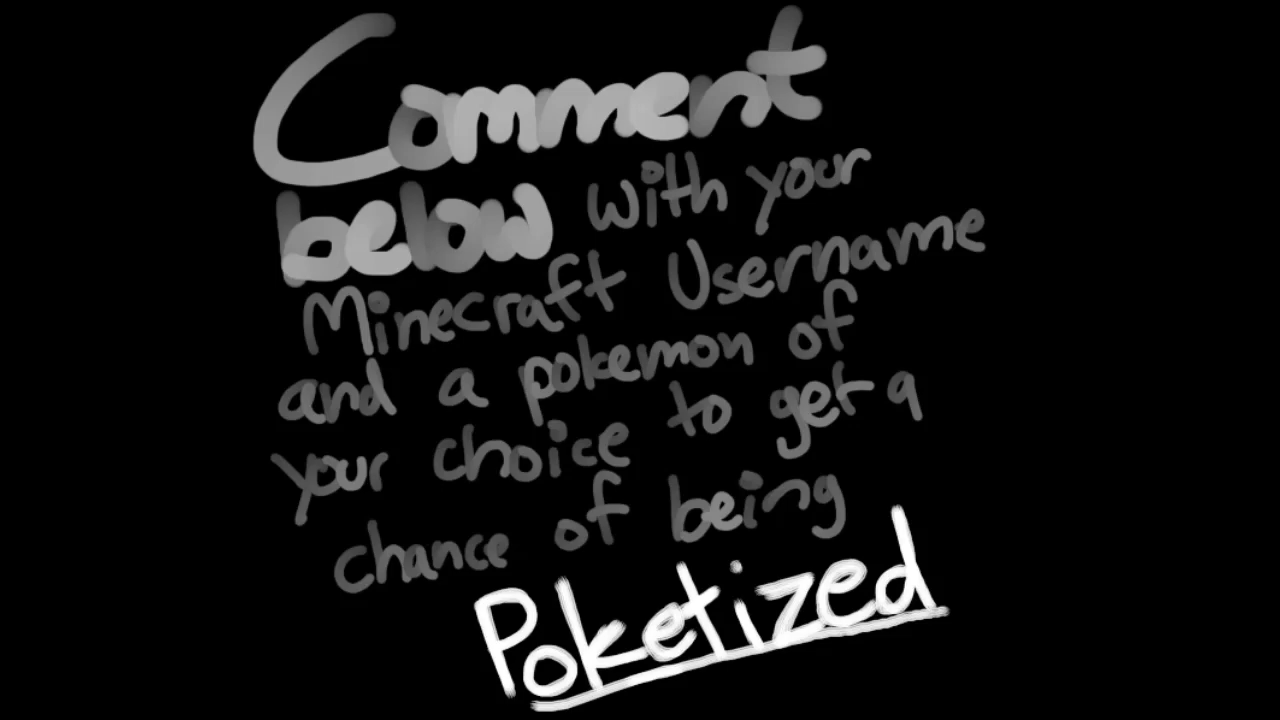 Comment
below with your
Minecraft Username
and a pokemon of
your choice to get a
chance of being
Poketized